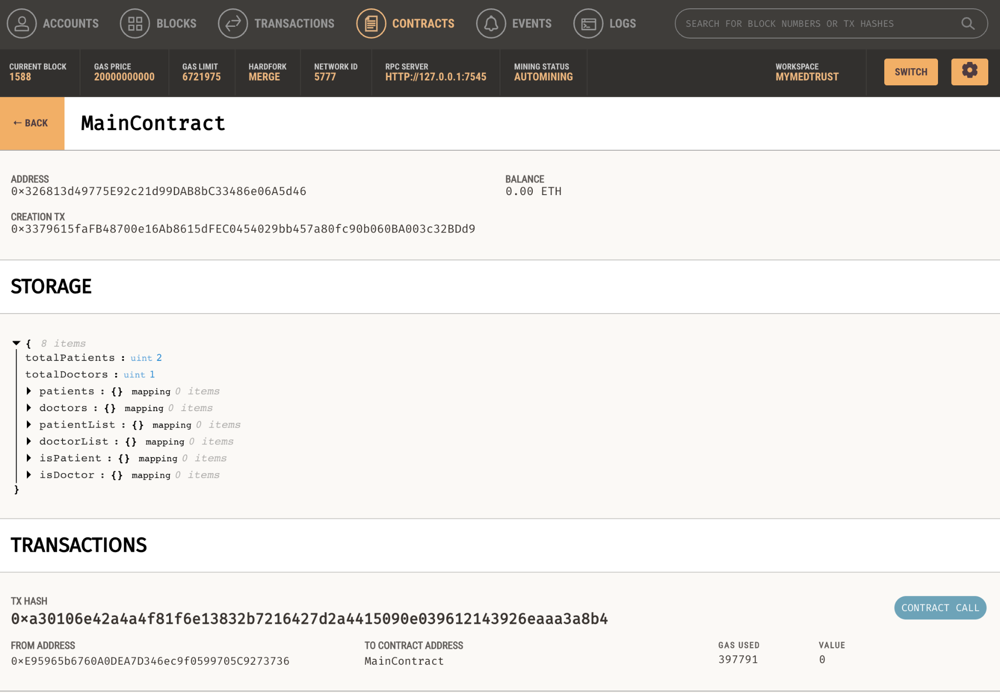 ACCOUNTS BLOCKS TRANSACTIONS CONTRACTS EVENTS LOGS SEARCH FOR BLOCK NUMBERS OR TX HASHES
CURRENT BLOCK GAS PRICE GAS LIMIT HARDFORK NETWORK ID RPC SERVER MINING STATUS WORKSPACE
1588 20000000000 6721975 MERGE 5777 HTTP://127.0.0.1:7545 AUTOMINING MYMEDTRUST SWITCH
← BACK MainContract
ADDRESS BALANCE
0×326813d49775E92c21d99DAB8bC33486e06A5d46 0.00 ETH
CREATION TX
0×3379615faFB48700e16Ab8615dFEC0454029bb457a80fc90b060BA003c32BDd9
STORAGE
{ 8 items
totalPatients : uint 2
totalDoctors : uint 1
patients : {} mapping 0 items
doctors : {} mapping 0 items
patientList : {} mapping 0 items
doctorList : {} mapping 0 items
isPatient : {} mapping 0 items
isDoctor : {} mapping 0 items
}
TRANSACTIONS
TX HASH
0×a30106e42a4a4f81f6e13832b7216427d2a4415090e039612143926eaaa3a8b4 CONTRACT CALL
FROM ADDRESS TO CONTRACT ADDRESS GAS USED VALUE
0×E95965b6760A0DEA7D346ec9f0599705C9273736 MainContract 397791 0